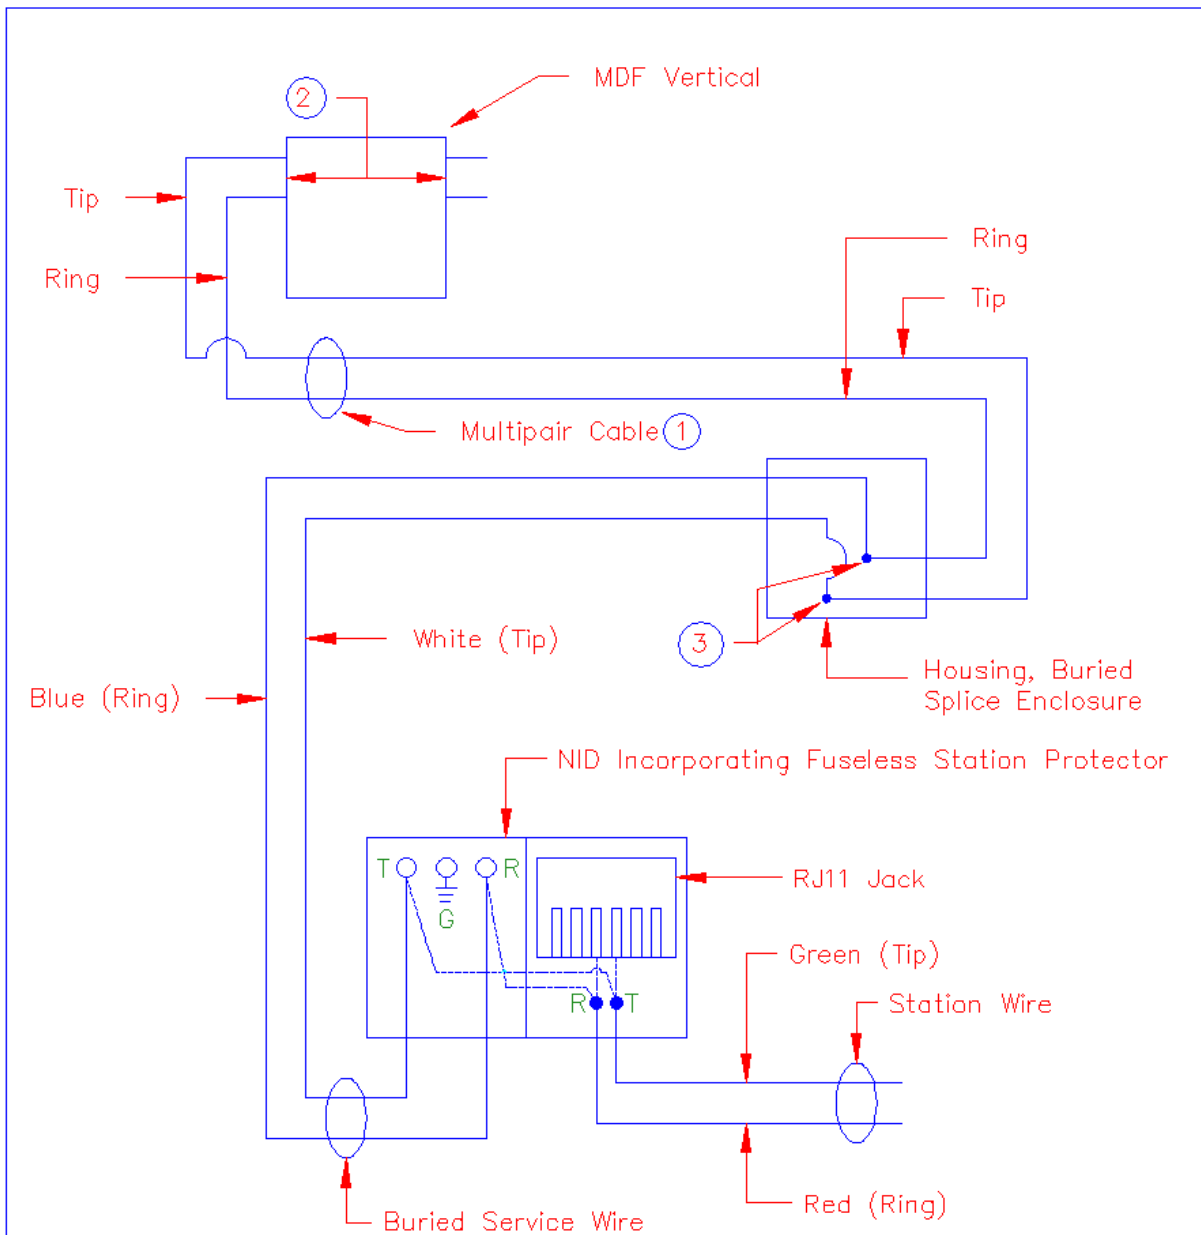 MDF Vertical
2
Tip
Ring
Ring
Tip
Multipair Cable 1
White (Tip)
3
Blue (Ring)
Housing, Buried
Splice Enclosure
NID Incorporating Fuseless Station Protector
T
R
G
RJ11 Jack
Green (Tip)
R
T
Station Wire
Red (Ring)
Buried Service Wire